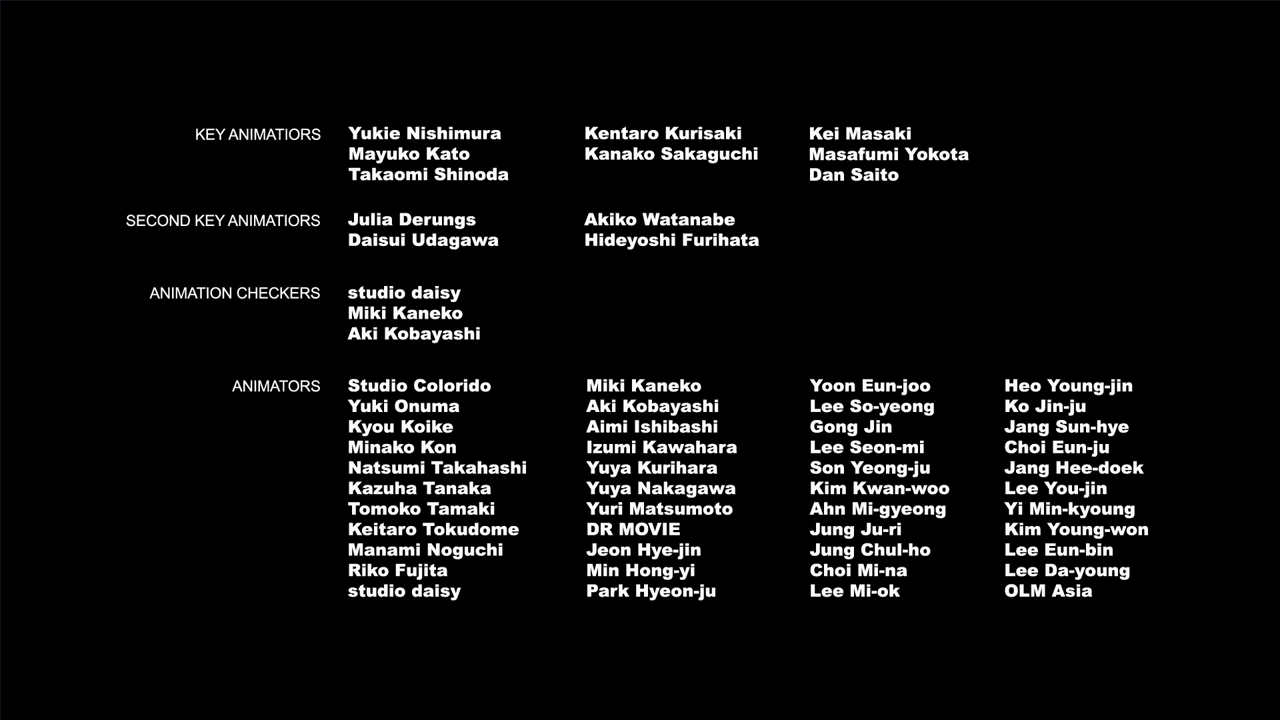 KEY ANIMATIORS Yukie Nishimura Kentaro Kurisaki Kei Masaki
Mayuko Kato Kanako Sakaguchi Masafumi Yokota
Takaomi Shinoda Dan Saito
SECOND KEY ANIMATIORS Julia Derungs Akiko Watanabe
Daisui Udagawa Hideyoshi Furihata
ANIMATION CHECKERS studio daisy
Miki Kaneko
Aki Kobayashi
ANIMATORS Studio Colorido Miki Kaneko Yoon Eun-joo Heo Young-jin
Yuki Onuma Aki Kobayashi Lee So-yeong Ko Jin-ju
Kyou Koike Aimi Ishibashi Gong Jin Jang Sun-hye
Minako Kon Izumi Kawahara Lee Seon-mi Choi Eun-ju
Natsumi Takahashi Yuya Kurihara Son Yeong-ju Jang Hee-doek
Kazuha Tanaka Yuya Nakagawa Kim Kwan-woo Lee You-jin
Tomoko Tamaki Yuri Matsumoto Ahn Mi-gyeong Yi Min-kyoung
Keitaro Tokudome DR MOVIE Jung Ju-ri Kim Young-won
Manami Noguchi Jeon Hye-jin Jung Chul-ho Lee Eun-bin
Riko Fujita Min Hong-yi Choi Mi-na Lee Da-young
studio daisy Park Hyeon-ju Lee Mi-ok OLM Asia